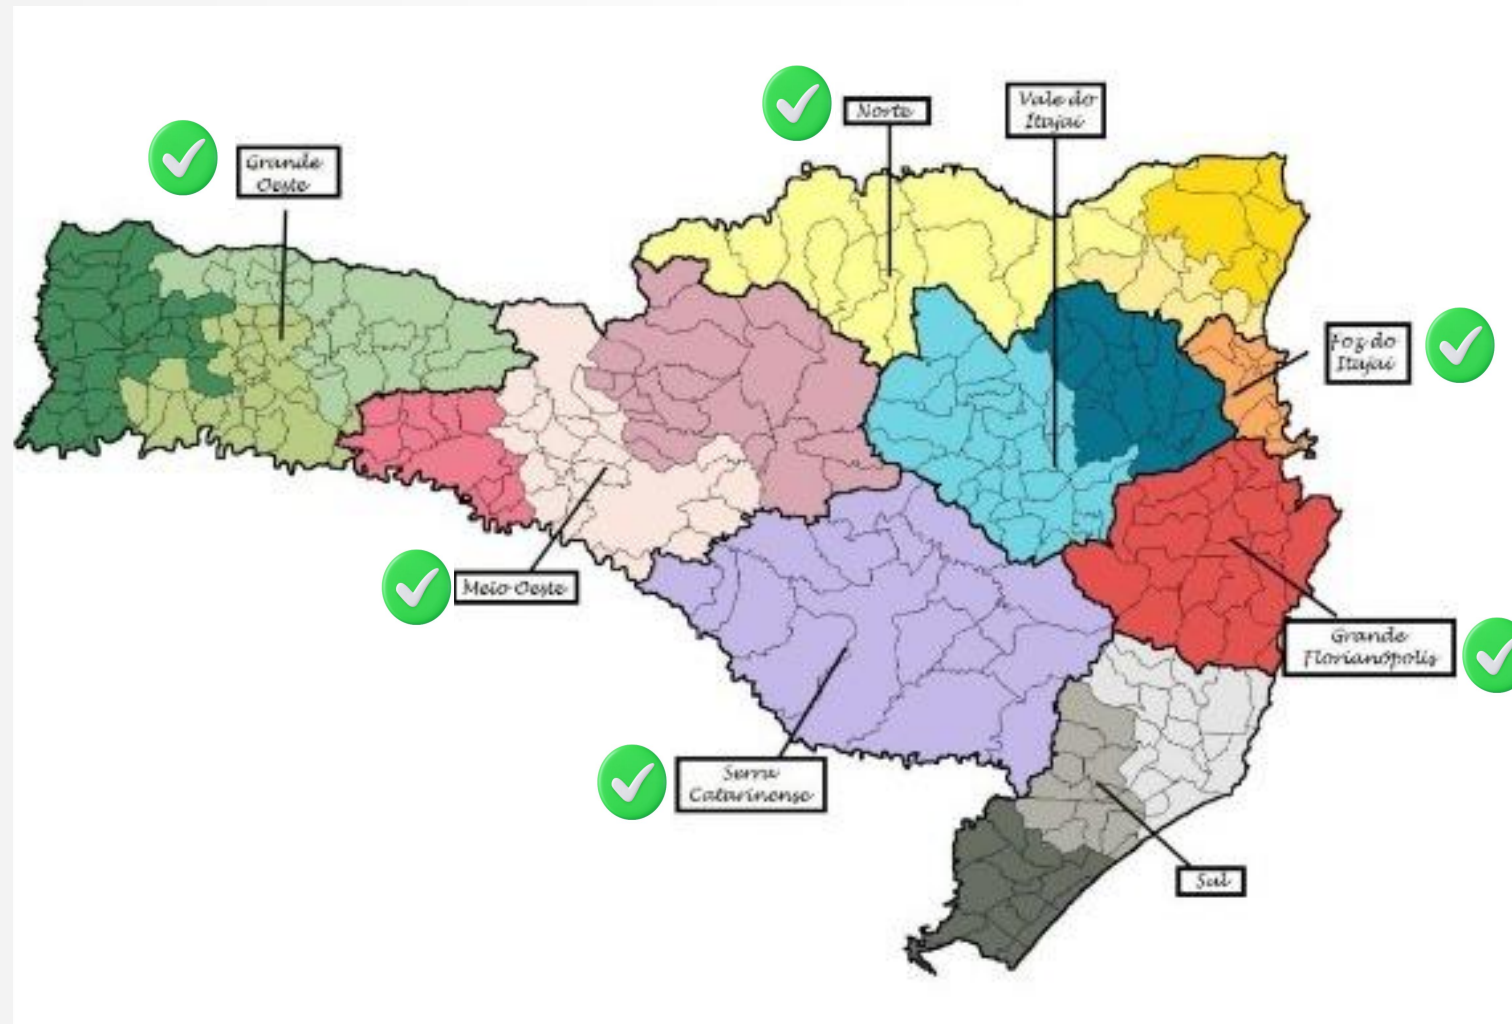 Norte
Vale do
Itajaí
Grande
Oeste
Foz do
Itajaí
Meio Oeste
Grande
Florianópolis
Serra
Catarinense
Sul